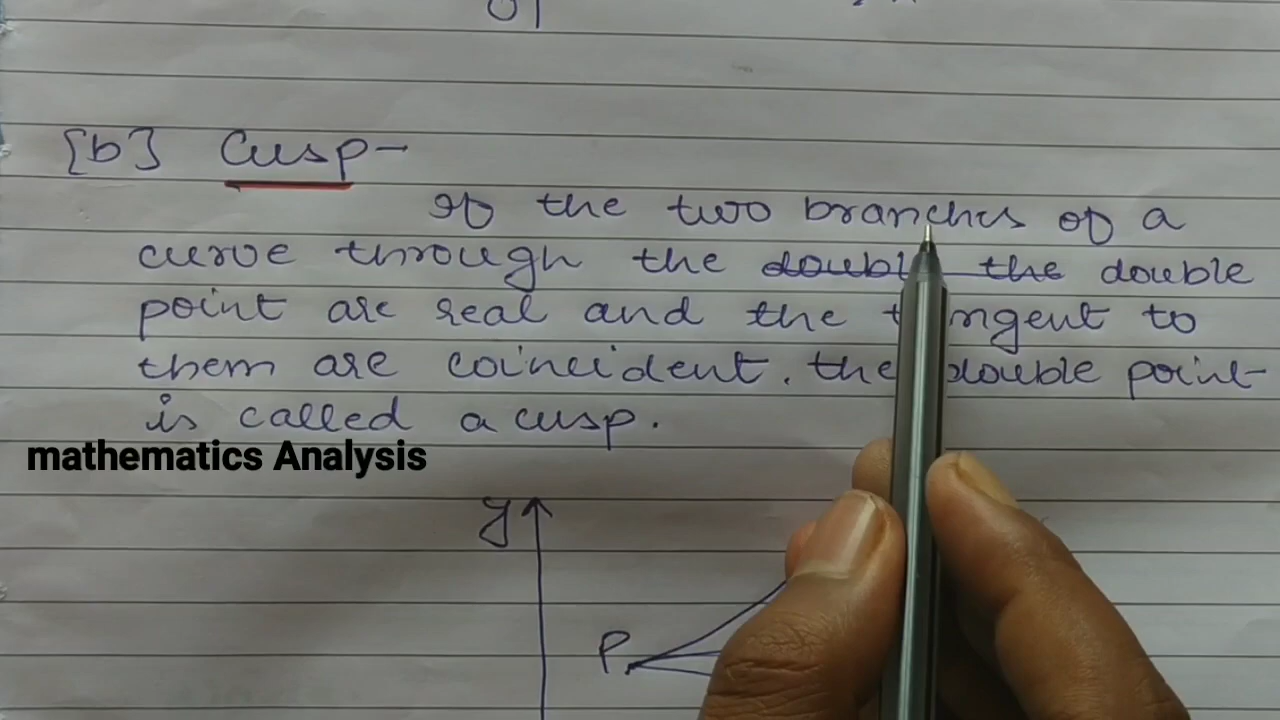 [b] Cusp-
If the two branches of a
curve through the double the double
point are real and the tangent to
them are coincident. the double point
is called a cusp.
mathematics Analysis
y
P